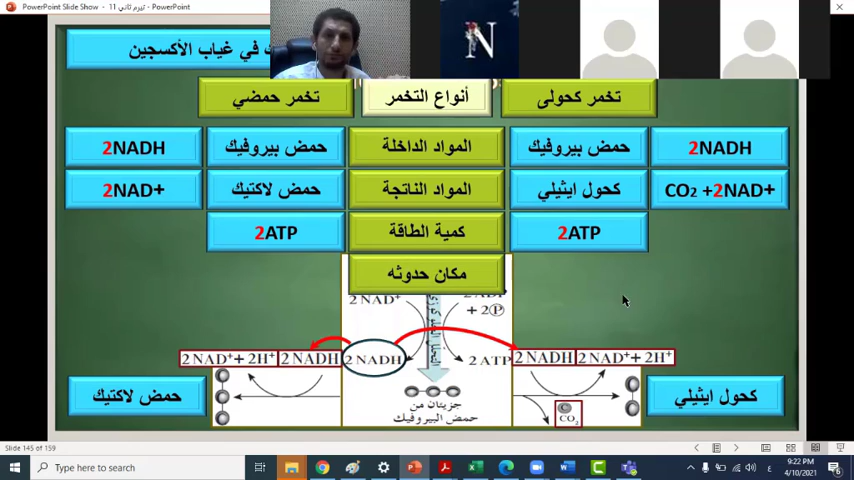 PowerPoint Slide Show - 11 تيرم ثاني - PowerPoint
في غياب الأكسجين
N
تخمر كحولى
أنواع التخمر
تخمر حمضي
2NADH
حمض بيروفيك
المواد الداخلة
حمض بيروفيك
2NADH
CO2 +2NAD+
كحول ايثيلي
المواد الناتجة
حمض لاكتيك
2NAD+
2ATP
كمية الطاقة
2ATP
مكان حدوثه
2 NAD+
+ 2P
2 NAD+ + 2H+
2 NADH
2 NADH
2 ATP
2 NADH
2 NAD+ + 2H+
كحول ايثيلي
C
CO2
جزيئان من
حمض البيروفيك
حمض لاكتيك
Slide 145 of 159
Type here to search
ع
9:22 PM
4/10/2021
6